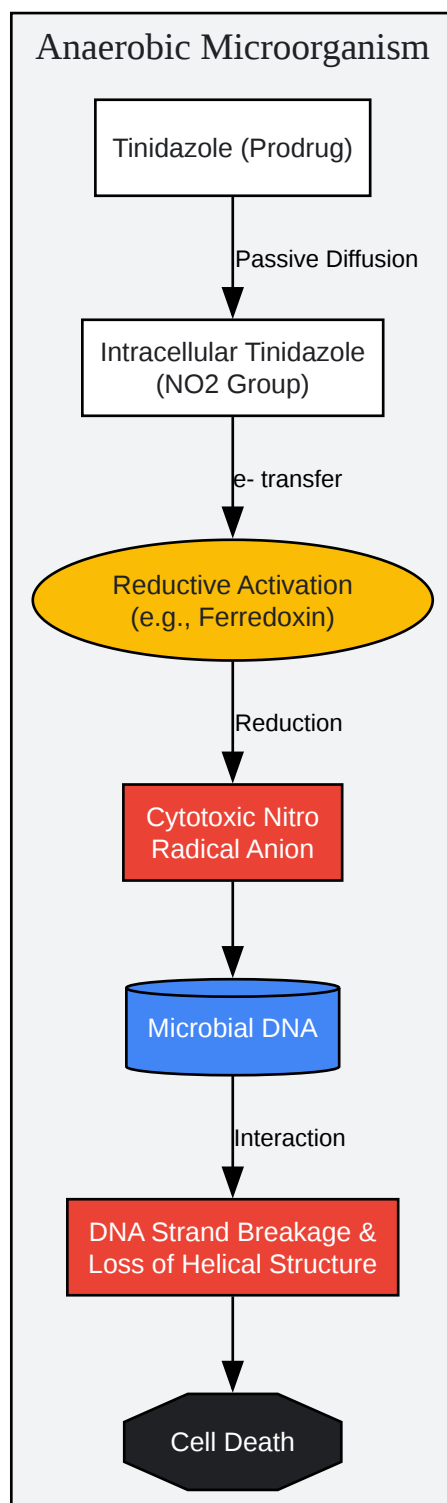 Anaerobic Microorganism
Tinidazole (Prodrug)
Passive Diffusion
Intracellular Tinidazole
(NO2 Group)
e- transfer
Reductive Activation
(e.g., Ferredoxin)
Reduction
Cytotoxic Nitro
Radical Anion
Microbial DNA
Interaction
DNA Strand Breakage &
Loss of Helical Structure
Cell Death